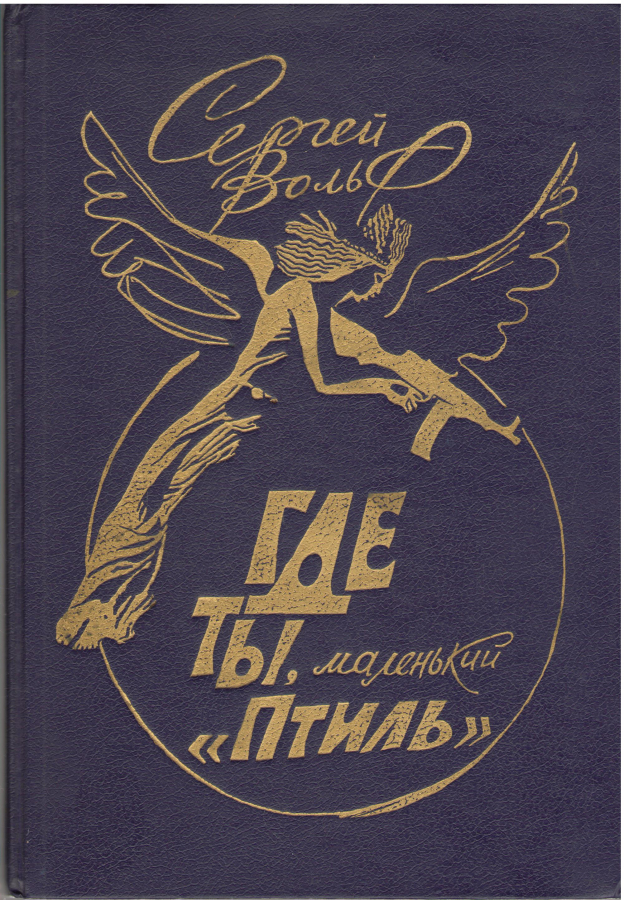 Сергей
Вольф
ГДЕ
ТЫ, маленький
«ПТИЛЬ»